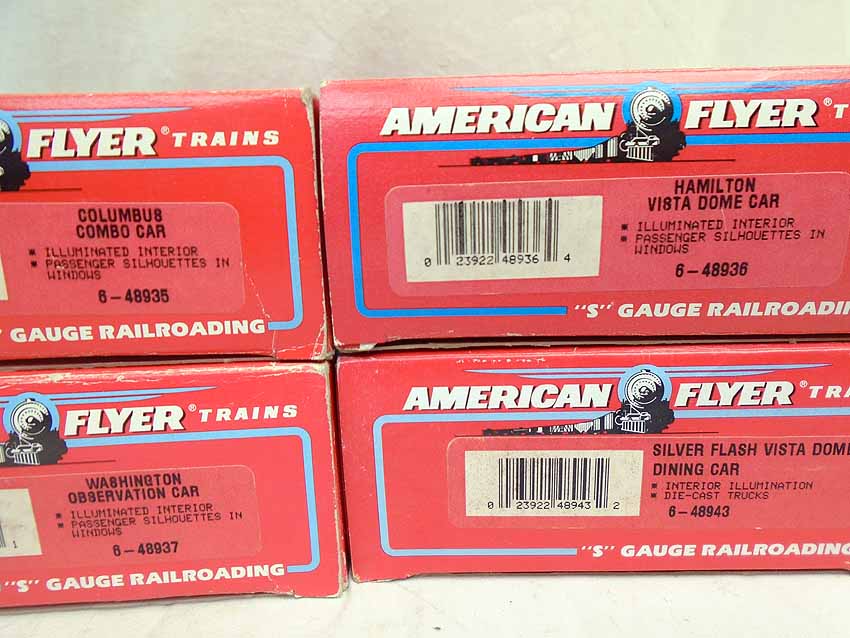 FLYER® TRAINS
COLUMBUS
COMBO CAR
ILLUMINATED INTERIOR
PASSENGER SILHOUETTES IN
WINDOWS
6-48935
" GAUGE RAILROADING
AMERICAN FLYER® T
HAMILTON
VISTA DOME CAR
ILLUMINATED INTERIOR
PASSENGER SILHOUETTES IN
WINDOWS
6-48936
0 23922 48936 4
"S" GAUGE RAILROADIN
FLYER® TRAINS
WASHINGTON
OBSERVATION CAR
ILLUMINATED INTERIOR
PASSENGER SILHOUETTES IN
WINDOWS
1
6-48937
"S" GAUGE RAILROADING
AMERICAN FLYER® TRA
SILVER FLASH VISTA DOME
DINING CAR
INTERIOR ILLUMINATION
DIE-CAST TRUCKS
6-48943
0 23922 48943 2
"S" GAUGE RAILROADI